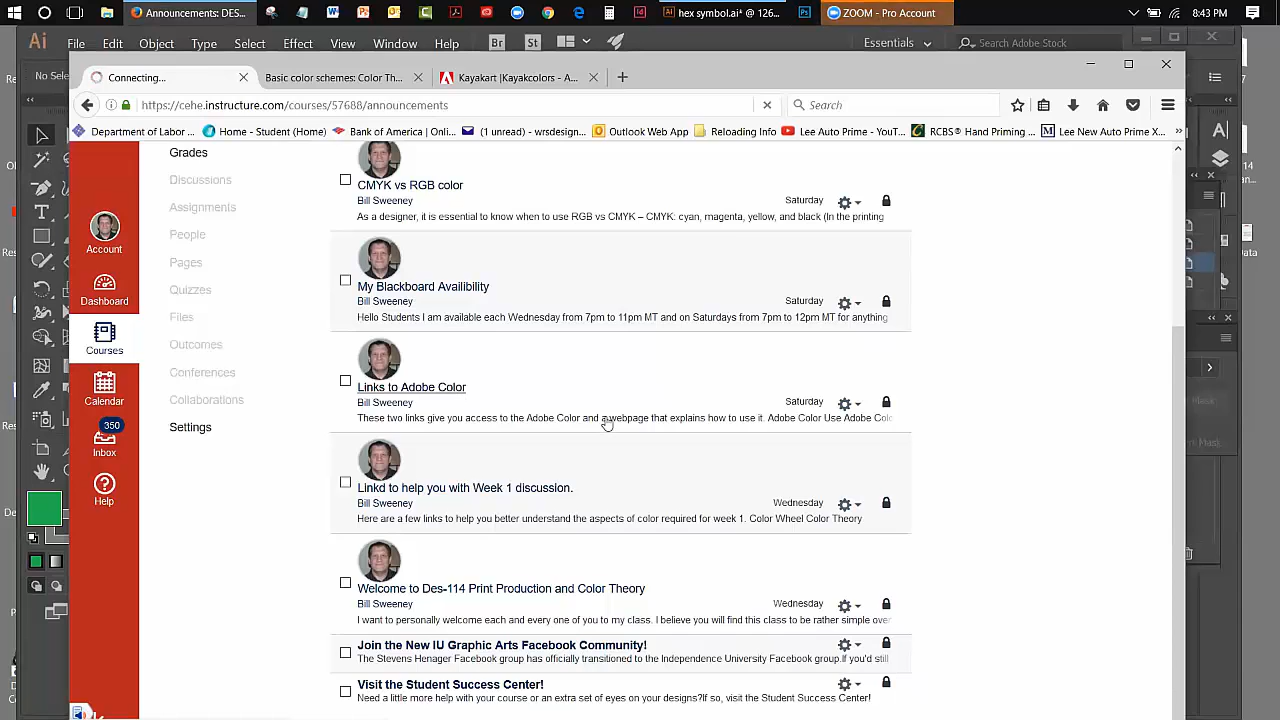 Announcements: DES...
hex symbol.ai* @ 126...
ZOOM - Pro Account
8:43 PM
Ai
File Edit Object Type Select Effect View Window Help
Br St
Essentials
Search Adobe Stock
No Selec
Connecting...
Basic color schemes: Color Th...
Kayakart |Kayakcolors - A...
https://cehe.instructure.com/courses/57688/announcements
Search
Department of Labor ...
Home - Student (Home)
Bank of America | Onli...
(1 unread) - wrsdesign...
Outlook Web App
Reloading Info
Lee Auto Prime - YouT...
RCBS® Hand Priming ...
Lee New Auto Prime X...
Account
Dashboard
Courses
Calendar
350
Inbox
Help
Grades
Discussions
Assignments
People
Pages
Quizzes
Files
Outcomes
Conferences
Collaborations
Settings
CMYK vs RGB color
Bill Sweeney
Saturday
As a designer, it is essential to know when to use RGB vs CMYK – CMYK: cyan, magenta, yellow, and black (In the printing
My Blackboard Availibility
Bill Sweeney
Saturday
Hello Students I am available each Wednesday from 7pm to 11pm MT and on Saturdays from 7pm to 12pm MT for anything
Links to Adobe Color
Bill Sweeney
Saturday
These two links give you access to the Adobe Color and a webpage that explains how to use it. Adobe Color Use Adobe Colo
Linkd to help you with Week 1 discussion.
Bill Sweeney
Wednesday
Here are a few links to help you better understand the aspects of color required for week 1. Color Wheel Color Theory
Welcome to Des-114 Print Production and Color Theory
Bill Sweeney
Wednesday
I want to personally welcome each and every one of you to my class. I believe you will find this class to be rather simple over
Join the New IU Graphic Arts Facebook Community!
The Stevens Henager Facebook group has officially transitioned to the Independence University Facebook group.If you'd still
Visit the Student Success Center!
Need a little more help with your course or an extra set of eyes on your designs?If so, visit the Student Success Center!
Data